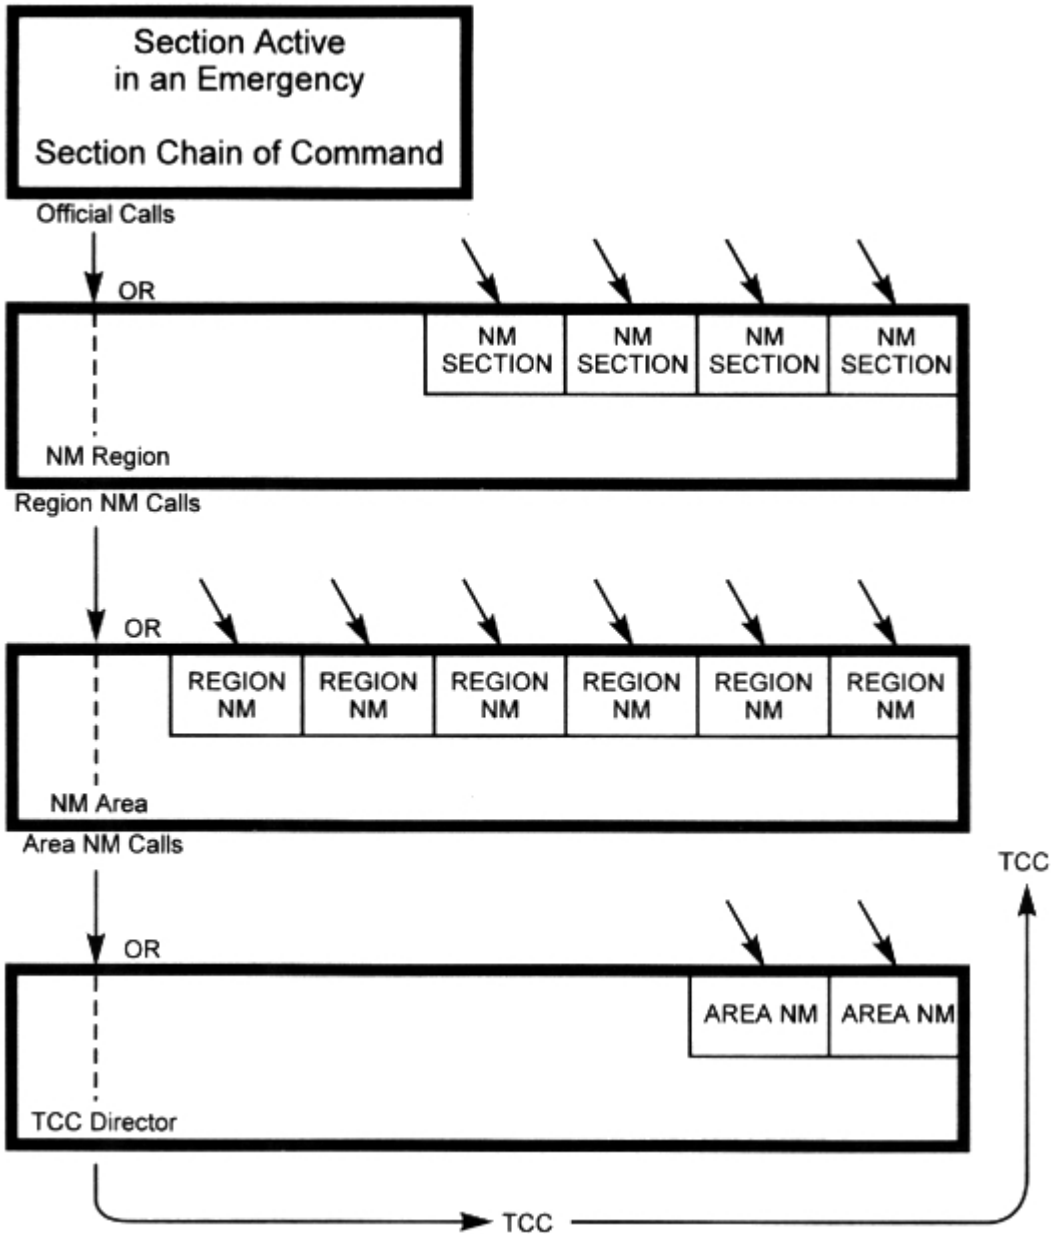 Section Active
in an Emergency
Section Chain of Command
Official Calls
OR
NM
SECTION
NM
SECTION
NM
SECTION
NM
SECTION
NM Region
Region NM Calls
OR
REGION
NM
REGION
NM
REGION
NM
REGION
NM
REGION
NM
REGION
NM
NM Area
Area NM Calls
TCC
OR
AREA NM
AREA NM
TCC Director
TCC